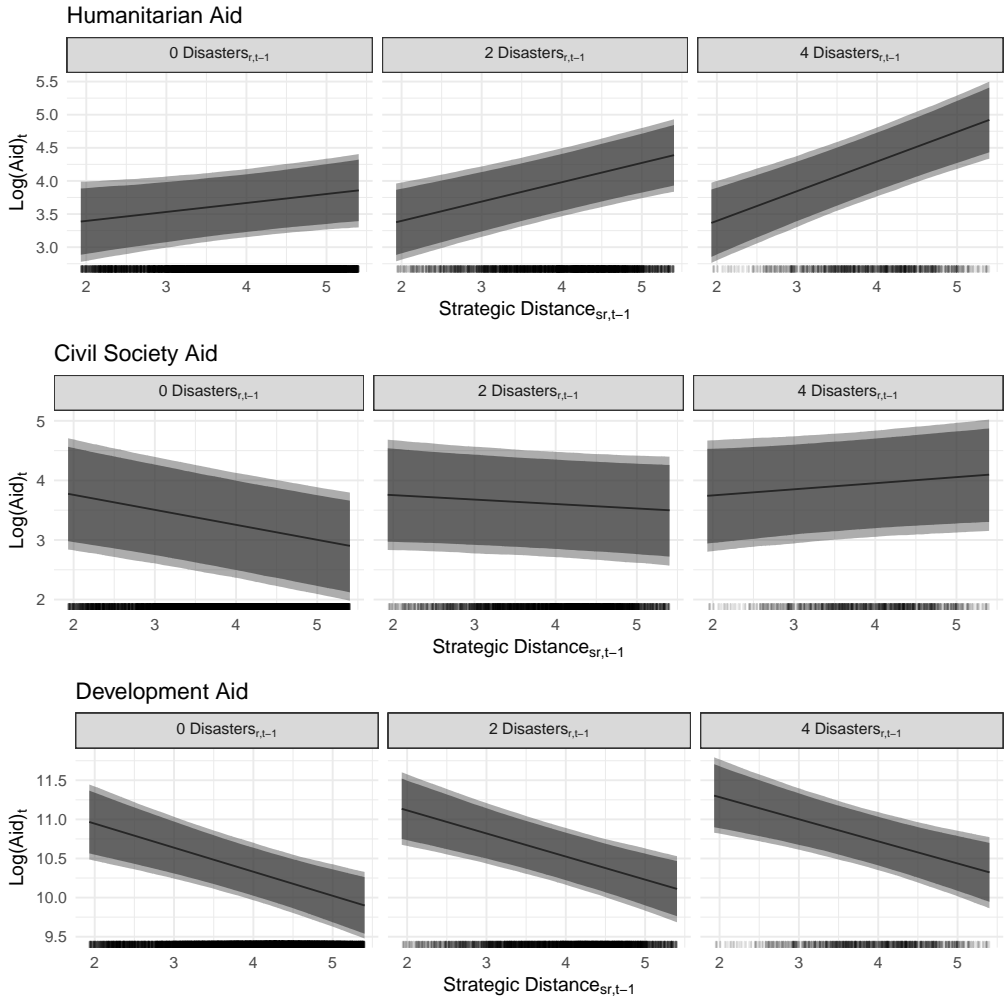 Humanitarian Aid
0 Disasters r,t−1
2 Disasters r,t−1
4 Disasters r,t−1
Log(Aid)t
5.5
5.0
4.5
4.0
3.5
3.0
2 3 4 5
2 3 4 5
2 3 4 5
Strategic Distance sr,t−1
Civil Society Aid
0 Disasters r,t−1
2 Disasters r,t−1
4 Disasters r,t−1
Log(Aid)t
5
4
3
2
2 3 4 5
2 3 4 5
2 3 4 5
Strategic Distance sr,t−1
Development Aid
0 Disasters r,t−1
2 Disasters r,t−1
4 Disasters r,t−1
Log(Aid)t
11.5
11.0
10.5
10.0
9.5
2 3 4 5
2 3 4 5
2 3 4 5
Strategic Distance sr,t−1